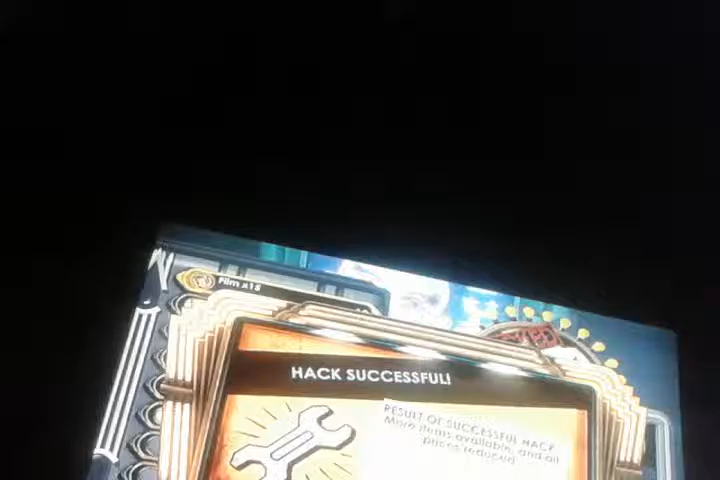 Film x15
HACK SUCCESSFUL!
RESULT OF SUCCESSFUL HACK
More items available, and all
prices reduced